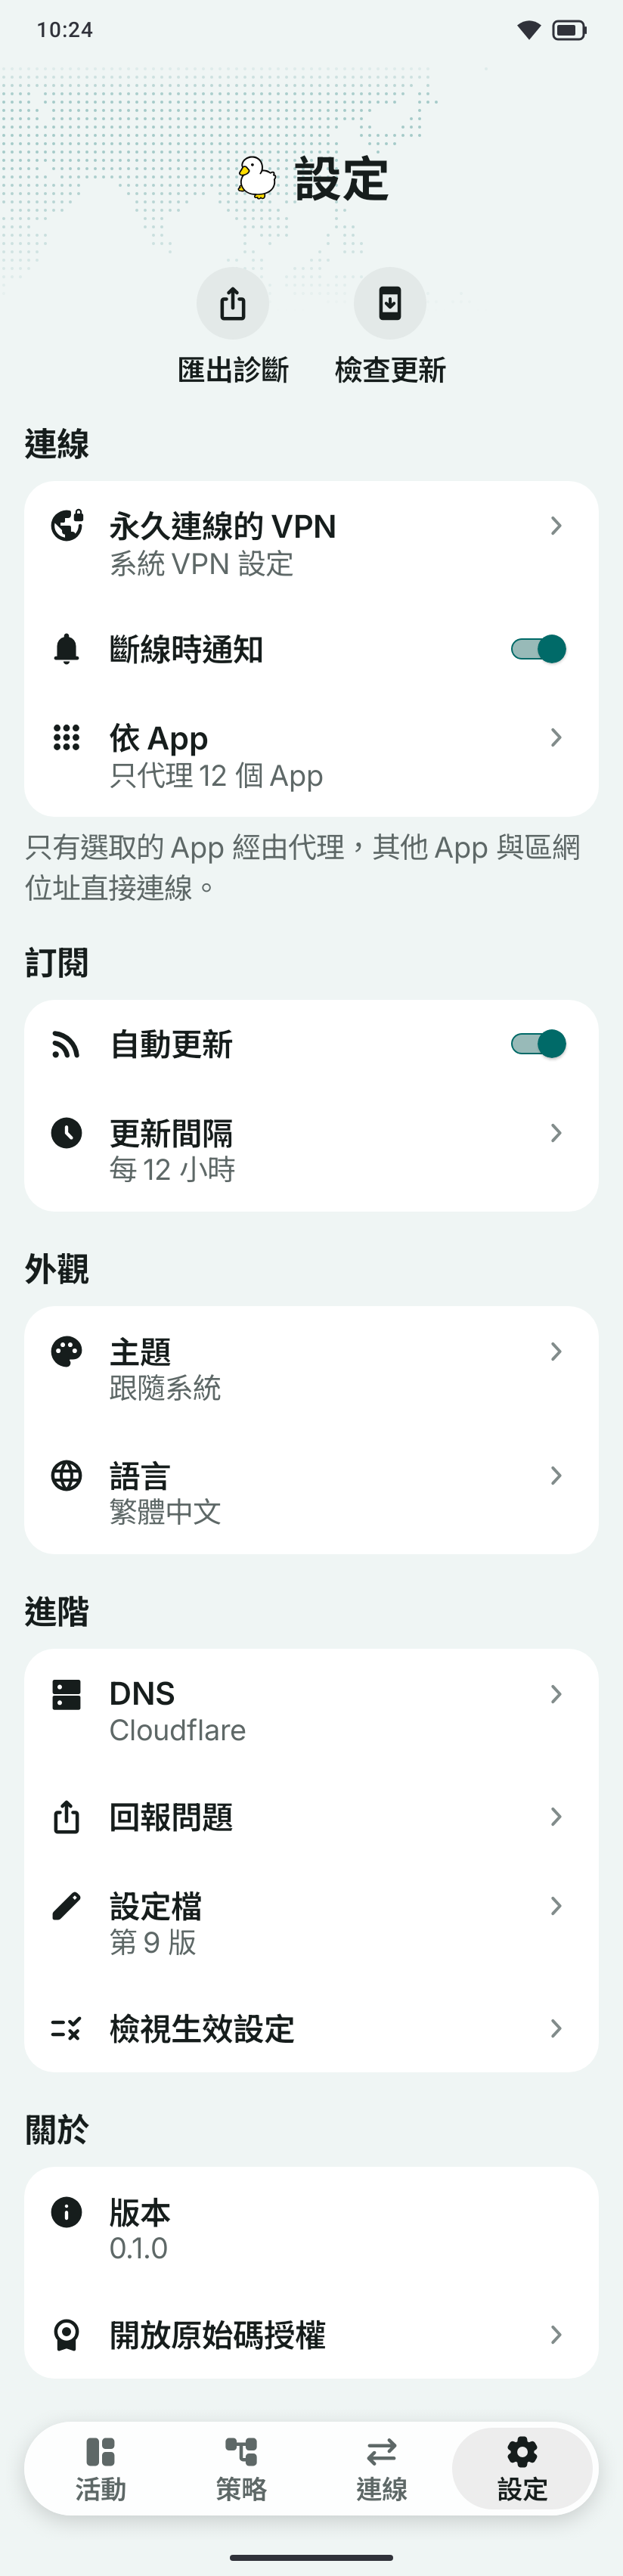 10:24
設定
匯出診斷
檢查更新
連線
永久連線的 VPN
系統 VPN 設定
斷線時通知
依 App
只代理 12 個 App
只有選取的 App 經由代理，其他 App 與區網
位址直接連線。
訂閱
自動更新
更新間隔
每 12 小時
外觀
主題
跟隨系統
語言
繁體中文
進階
DNS
Cloudflare
回報問題
設定檔
第 9 版
檢視生效設定
關於
版本
0.1.0
開放原始碼授權
活動
策略
連線
設定